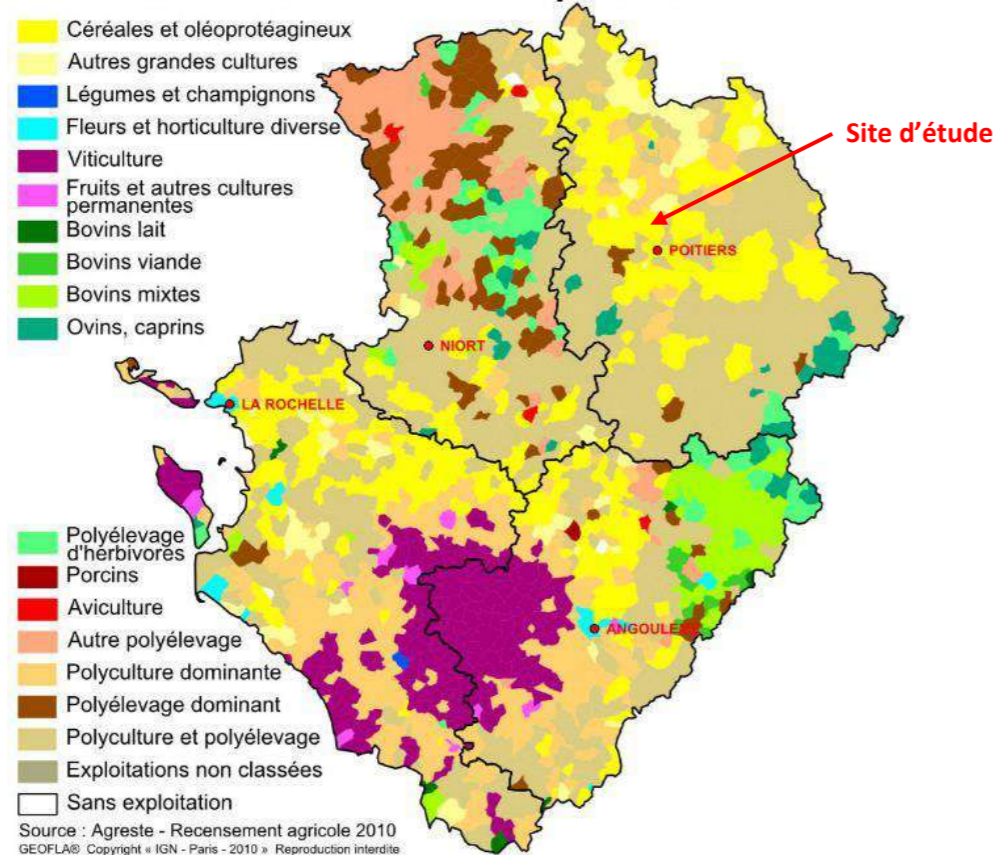 Céréales et oléoprotéagineux
Autres grandes cultures
Légumes et champignons
Fleurs et horticulture diverse
Viticulture
Fruits et autres cultures
permanentes
Bovins lait
Bovins viande
Bovins mixtes
Ovins, caprins
Site d'étude
POITIERS
NIORT
LA ROCHELLE
ANGOULEME
Polyélevage
d'herbivores
Porcins
Aviculture
Autre polyélevage
Polyculture dominante
Polyélevage dominant
Polyculture et polyélevage
Exploitations non classées
Sans exploitation
Source : Agreste - Recensement agricole 2010
GEOFLA® Copyright « IGN - Paris - 2010 » Reproduction interdite